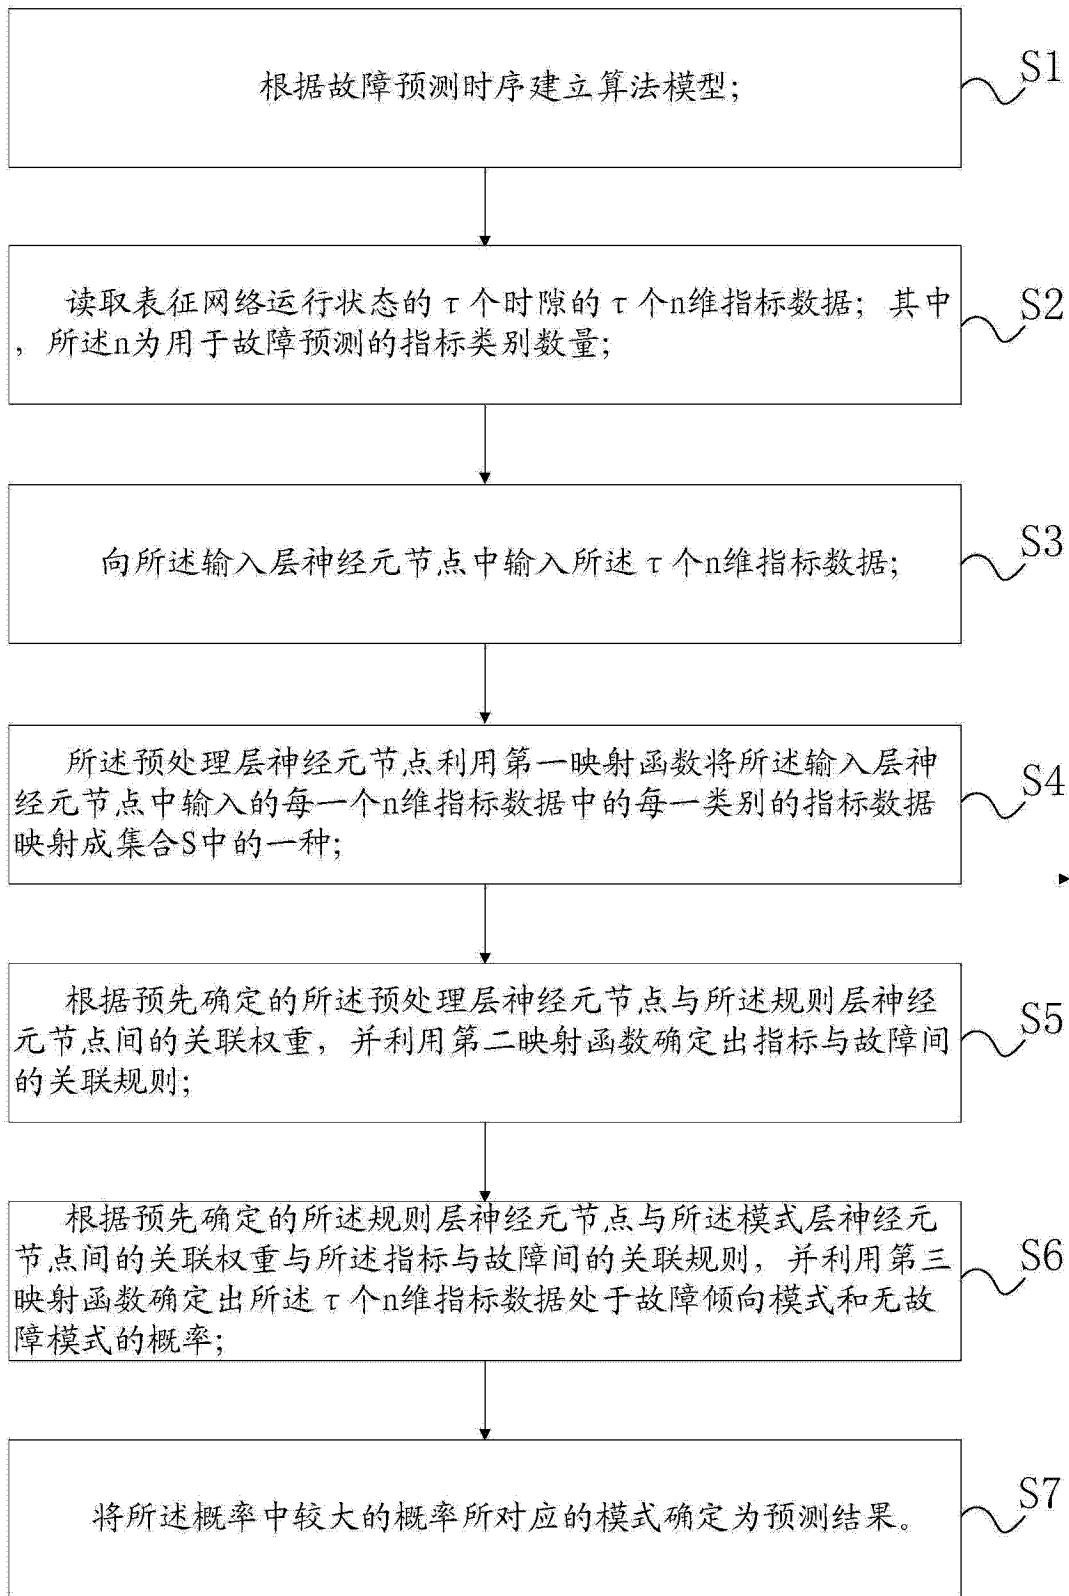 根据故障预测时序建立算法模型；
S1
读取表征网络运行状态的τ个时隙的τ个n维指标数据；其中
，所述n为用于故障预测的指标类别数量；
S2
向所述输入层神经元节点中输入所述τ个n维指标数据；
S3
所述预处理层神经元节点利用第一映射函数将所述输入层神
经元节点中输入的每一个n维指标数据中的每一类别的指标数据
映射成集合S中的一种；
S4
根据预先确定的所述预处理层神经元节点与所述规则层神经
元节点间的关联权重，并利用第二映射函数确定出指标与故障间
的关联规则；
S5
根据预先确定的所述规则层神经元节点与所述模式层神经元
节点间的关联权重与所述指标与故障间的关联规则，并利用第三
映射函数确定出所述τ个n维指标数据处于故障倾向模式和无故
障模式的概率；
S6
将所述概率中较大的概率所对应的模式确定为预测结果。
S7